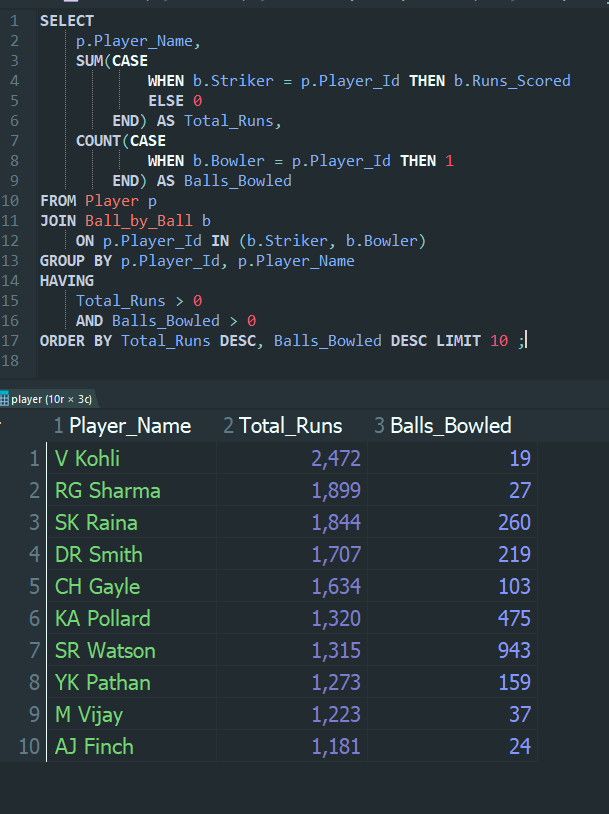 1 SELECT
2 p.Player_Name,
3 SUM(CASE
4 WHEN b.Striker = p.Player_Id THEN b.Runs_Scored
5 ELSE 0
6 END) AS Total_Runs,
7 COUNT(CASE
8 WHEN b.Bowler = p.Player_Id THEN 1
9 END) AS Balls_Bowled
10 FROM Player p
11 JOIN Ball_by_Ball b
12 ON p.Player_Id IN (b.Striker, b.Bowler)
13 GROUP BY p.Player_Id, p.Player_Name
14 HAVING
15 Total_Runs > 0
16 AND Balls_Bowled > 0
17 ORDER BY Total_Runs DESC, Balls_Bowled DESC LIMIT 10 ;
18
player (10r × 3c)
1 Player_Name 2 Total_Runs 3 Balls_Bowled
1 V Kohli 2,472 19
2 RG Sharma 1,899 27
3 SK Raina 1,844 260
4 DR Smith 1,707 219
5 CH Gayle 1,634 103
6 KA Pollard 1,320 475
7 SR Watson 1,315 943
8 YK Pathan 1,273 159
9 M Vijay 1,223 37
10 AJ Finch 1,181 24